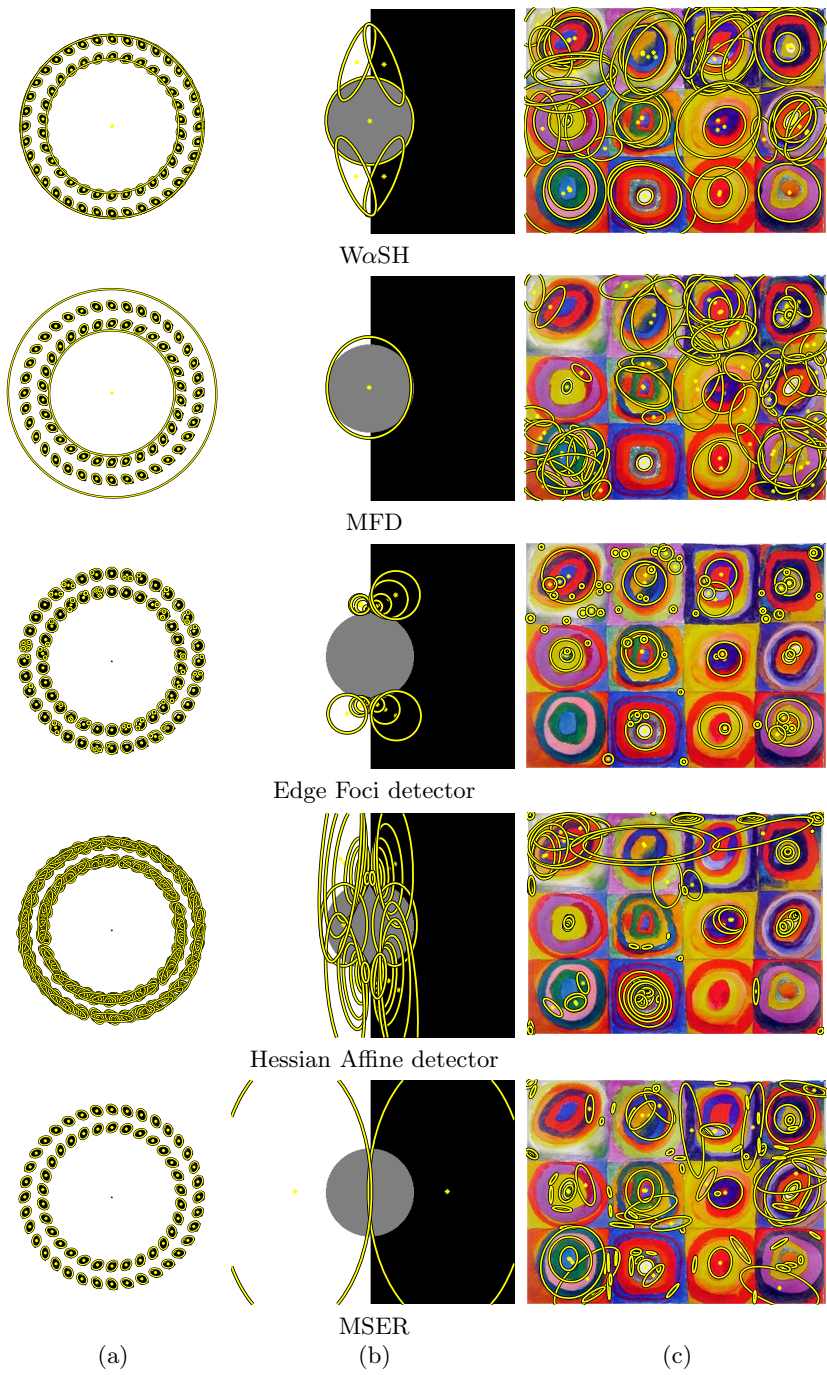 WαSH
MFD
Edge Foci detector
Hessian Affine detector
MSER
(a) (b) (c)